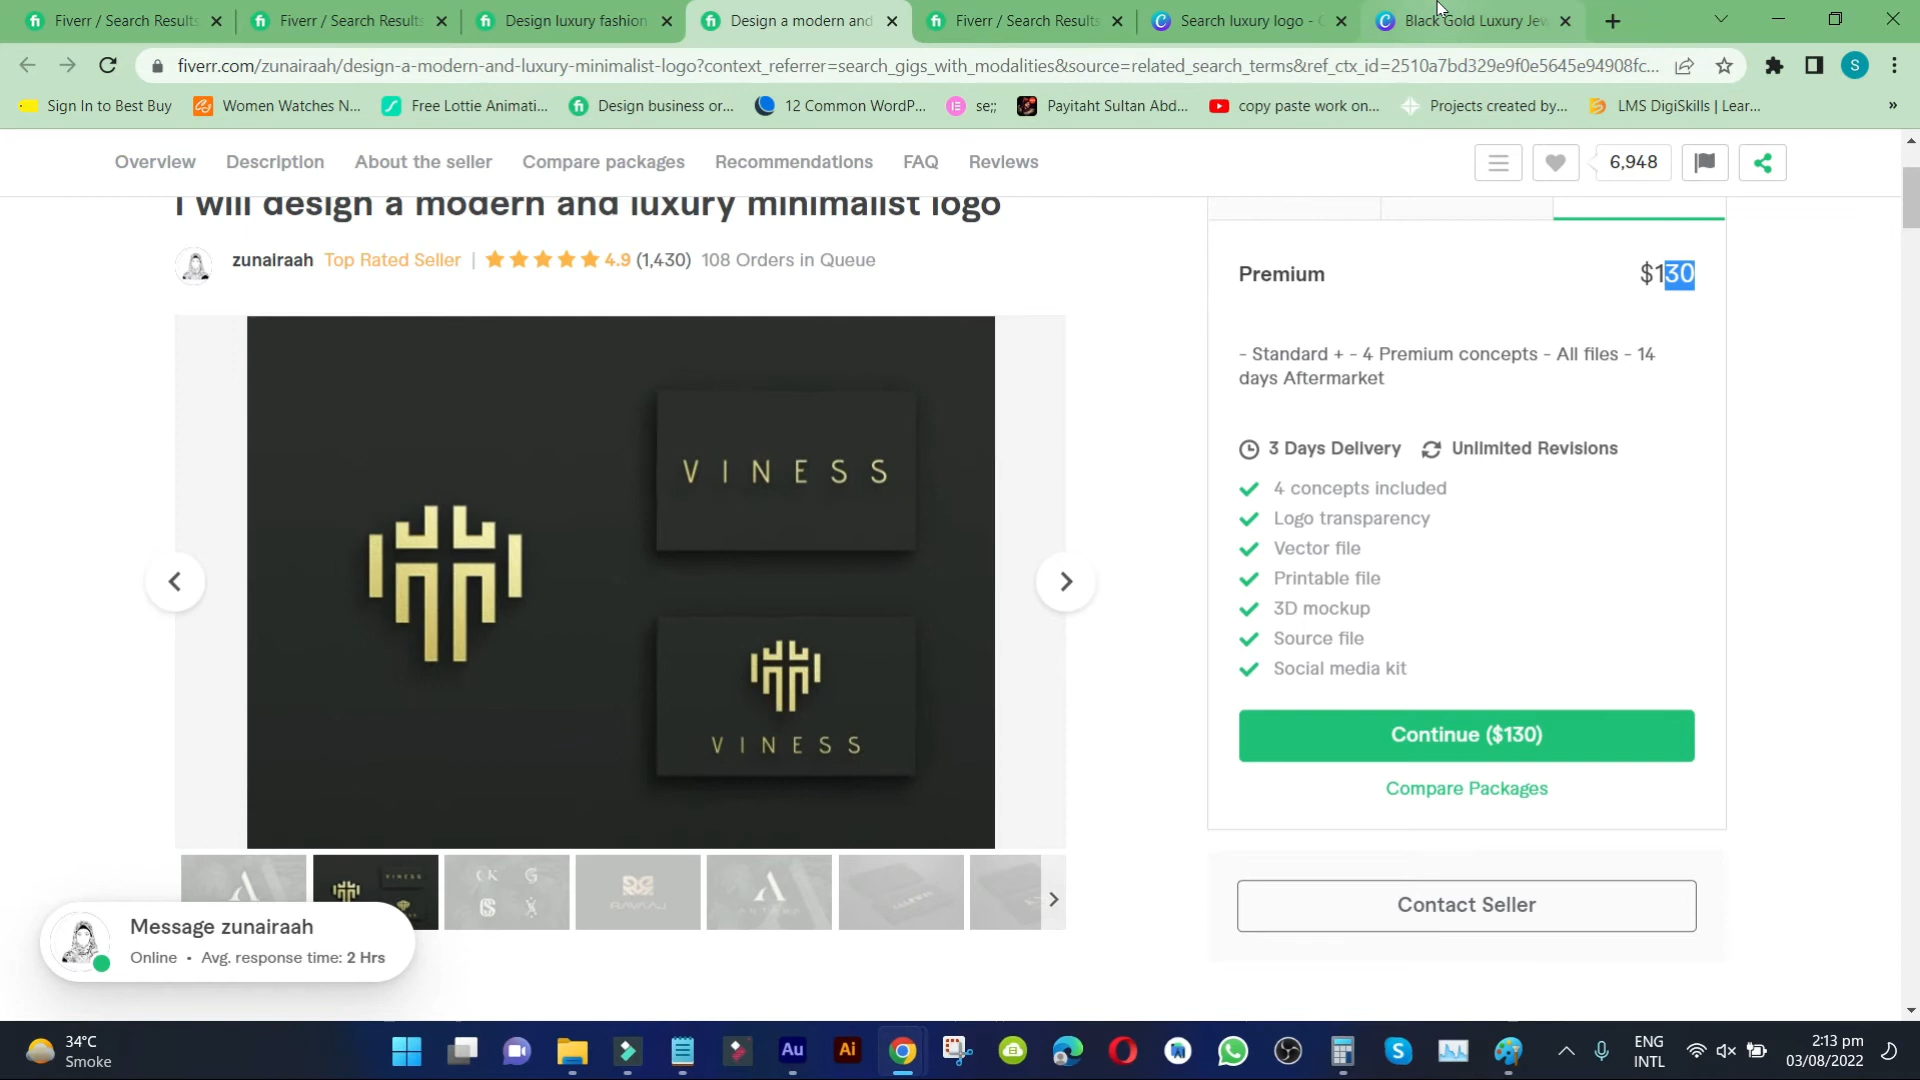 Fiverr / Search Results
Fiverr / Search Results
Design luxury fashion
Design a modern and
Fiverr / Search Results
Search luxury logo -
Black Gold Luxury Jew
fiverr.com/zunairaah/design-a-modern-and-luxury-minimalist-logo?context_referrer=search_gigs_with_modalities&source=related_search_terms&ref_ctx_id=2510a7bd329e9f0e5645e94908fc...
S
Sign In to Best Buy
Women Watches N...
Free Lottie Animati...
Design business or...
12 Common WordP...
se;;
Payitaht Sultan Abd...
copy paste work on...
Projects created by...
LMS DigiSkills | Lear...
»
Overview
Description
About the seller
Compare packages
Recommendations
FAQ
Reviews
6,948
I will design a modern and luxury minimalist logo
zunairaah Top Rated Seller | 4.9 (1,430) 108 Orders in Queue
VINESS
VINESS
Premium
$130
- Standard + - 4 Premium concepts - All files - 14
days Aftermarket
3 Days Delivery
Unlimited Revisions
4 concepts included
Logo transparency
Vector file
Printable file
3D mockup
Source file
Social media kit
Continue ($130)
Compare Packages
Contact Seller
VINESS
Message zunairaah
Online • Avg. response time: 2 Hrs
34°C
Smoke
Au
Ai
ENG
INTL
2:13 pm
03/08/2022